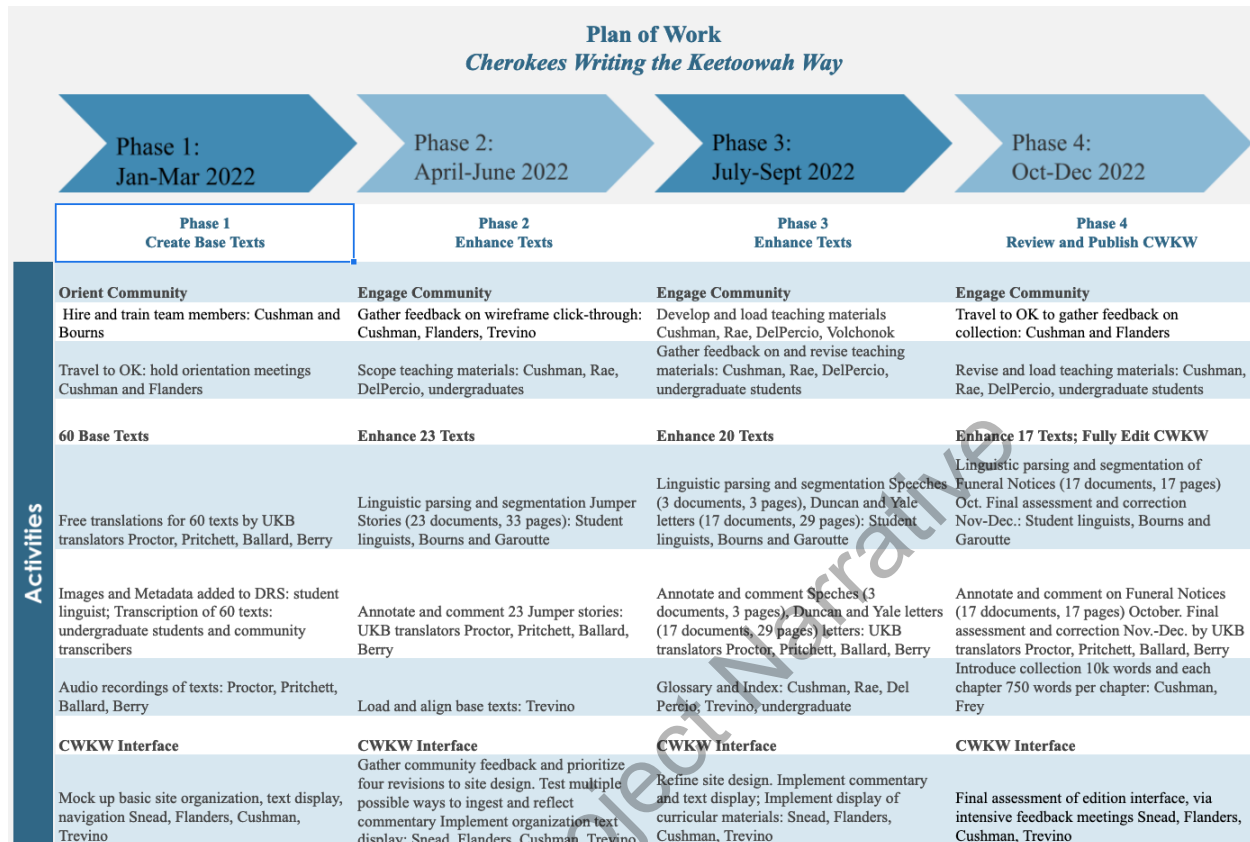 Plan of Work
Cherokees Writing the Keetoowah Way
Phase 1:
Jan-Mar 2022
Phase 2:
April-June 2022
Phase 3:
July-Sept 2022
Phase 4:
Oct-Dec 2022
Phase 1
Create Base Texts
Phase 2
Enhance Texts
Phase 3
Enhance Texts
Phase 4
Review and Publish CWKW
Activities
Orient Community
Engage Community
Engage Community
Engage Community
Hire and train team members: Cushman and
Bourns
Gather feedback on wireframe click-through:
Cushman, Flanders, Trevino
Develop and load teaching materials
Cushman, Rae, DelPercio, Volchonok
Travel to OK to gather feedback on
collection: Cushman and Flanders
Travel to OK: hold orientation meetings
Cushman and Flanders
Scope teaching materials: Cushman, Rae,
DelPercio, undergraduates
Gather feedback on and revise teaching
materials: Cushman, Rae, DelPercio,
undergraduate students
Revise and load teaching materials: Cushman,
Rae, DelPercio, undergraduate students
60 Base Texts
Enhance 23 Texts
Enhance 20 Texts
Enhance 17 Texts; Fully Edit CWKW
Free translations for 60 texts by UKB
translators Proctor, Pritchett, Ballard, Berry
Linguistic parsing and segmentation Jumper
Stories (23 documents, 33 pages): Student
linguists, Bourns and Garoutte
Linguistic parsing and segmentation Speeches
(3 documents, 3 pages), Duncan and Yale
letters (17 documents, 29 pages): Student
linguists, Bourns and Garoutte
Linguistic parsing and segmentation of
Funeral Notices (17 documents, 17 pages)
Oct. Final assessment and correction
Nov-Dec.: Student linguists, Bourns and
Garoutte
Images and Metadata added to DRS: student
linguist; Transcription of 60 texts:
undergraduate students and community
transcribers
Annotate and comment 23 Jumper stories:
UKB translators Proctor, Pritchett, Ballard,
Berry
Annotate and comment Speches (3
documents, 3 pages), Duncan and Yale letters
(17 documents, 29 pages) letters: UKB
translators Proctor, Pritchett, Ballard, Berry
Annotate and comment on Funeral Notices
(17 ddocuments, 17 pages) October. Final
assessment and correction Nov.-Dec. by UKB
translators Proctor, Pritchett, Ballard, Berry
Audio recordings of texts: Proctor, Pritchett,
Ballard, Berry
Load and align base texts: Trevino
Glossary and Index: Cushman, Rae, Del
Percio, Trevino, undergraduate
Introduce collection 10k words and each
chapter 750 words per chapter: Cushman,
Frey
CWKW Interface
CWKW Interface
CWKW Interface
CWKW Interface
Mock up basic site organization, text display,
navigation Snead, Flanders, Cushman,
Trevino
Gather community feedback and prioritize
four revisions to site design. Test multiple
possible ways to ingest and reflect
commentary Implement organization text
display: Snead, Flanders, Cushman, Trevino
Refine site design. Implement commentary
and text display; Implement display of
curricular materials: Snead, Flanders,
Cushman, Trevino
Final assessment of edition interface, via
intensive feedback meetings Snead, Flanders,
Cushman, Trevino
Narrative